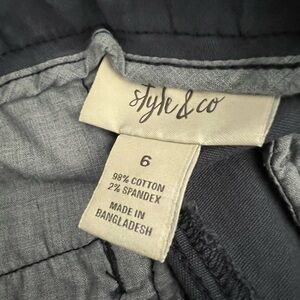 style & co
6
98% COTTON
2% SPANDEX
MADE IN
BANGLADESH